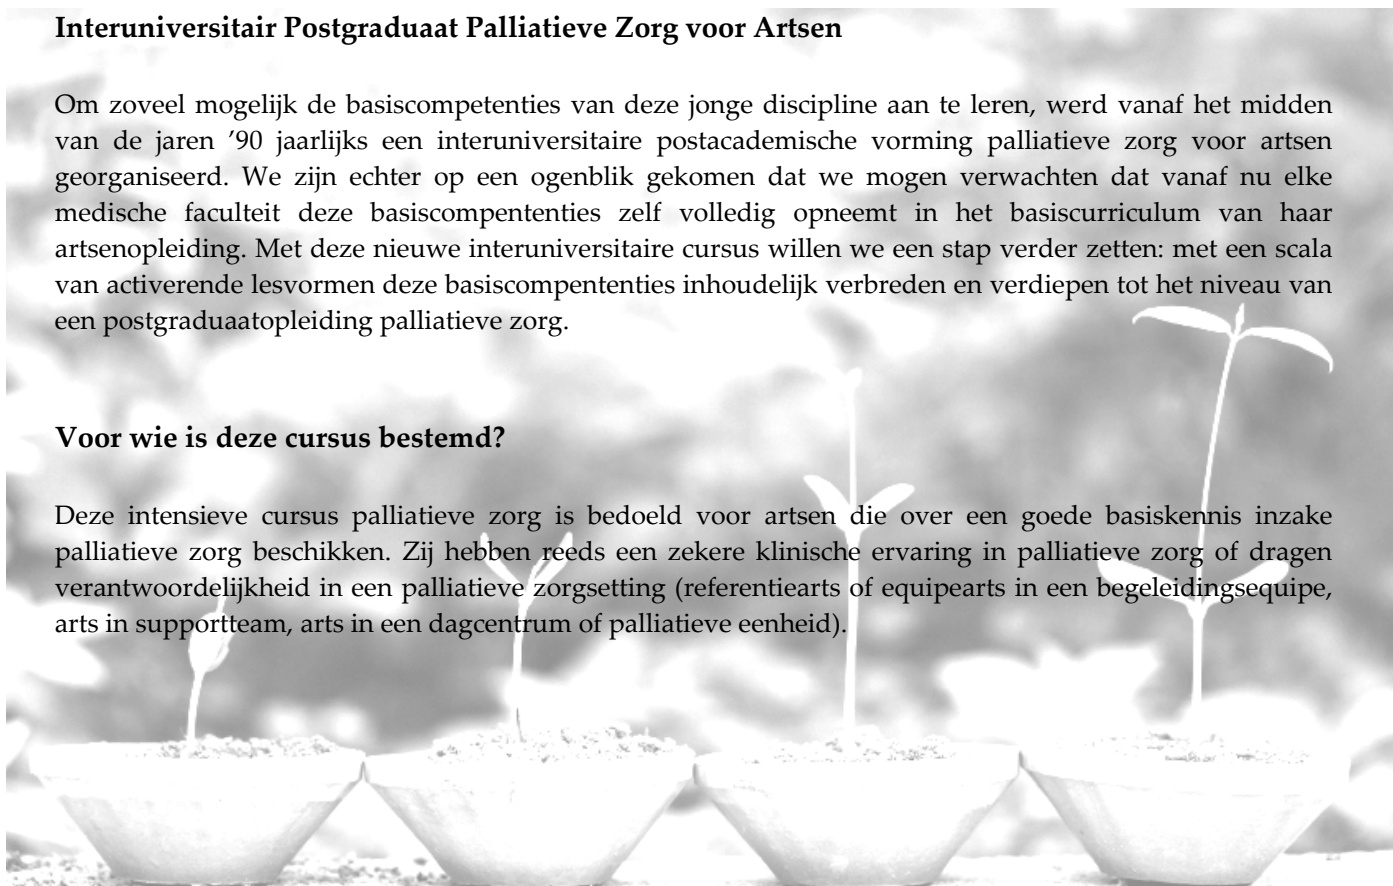 Interuniversitair Postgraduaat Palliatieve Zorg voor Artsen
Om zoveel mogelijk de basiscompetenties van deze jonge discipline aan te leren, werd vanaf het midden
van de jaren ’90 jaarlijks een interuniversitaire postacademische vorming palliatieve zorg voor artsen
georganiseerd. We zijn echter op een ogenblik gekomen dat we mogen verwachten dat vanaf nu elke
medische faculteit deze basiscompententies zelf volledig opneemt in het basiscurriculum van haar
artsenopleiding. Met deze nieuwe interuniversitaire cursus willen we een stap verder zetten: met een scala
van activerende lesvormen deze basiscompententies inhoudelijk verbreden en verdiepen tot het niveau van
een postgraduaatopleiding palliatieve zorg.
Voor wie is deze cursus bestemd?
Deze intensieve cursus palliatieve zorg is bedoeld voor artsen die over een goede basiskennis inzake
palliatieve zorg beschikken. Zij hebben reeds een zekere klinische ervaring in palliatieve zorg of dragen
verantwoordelijkheid in een palliatieve zorgsetting (referentiearts of equipearts in een begeleidingsequipe,
arts in supportteam, arts in een dagcentrum of palliatieve eenheid).